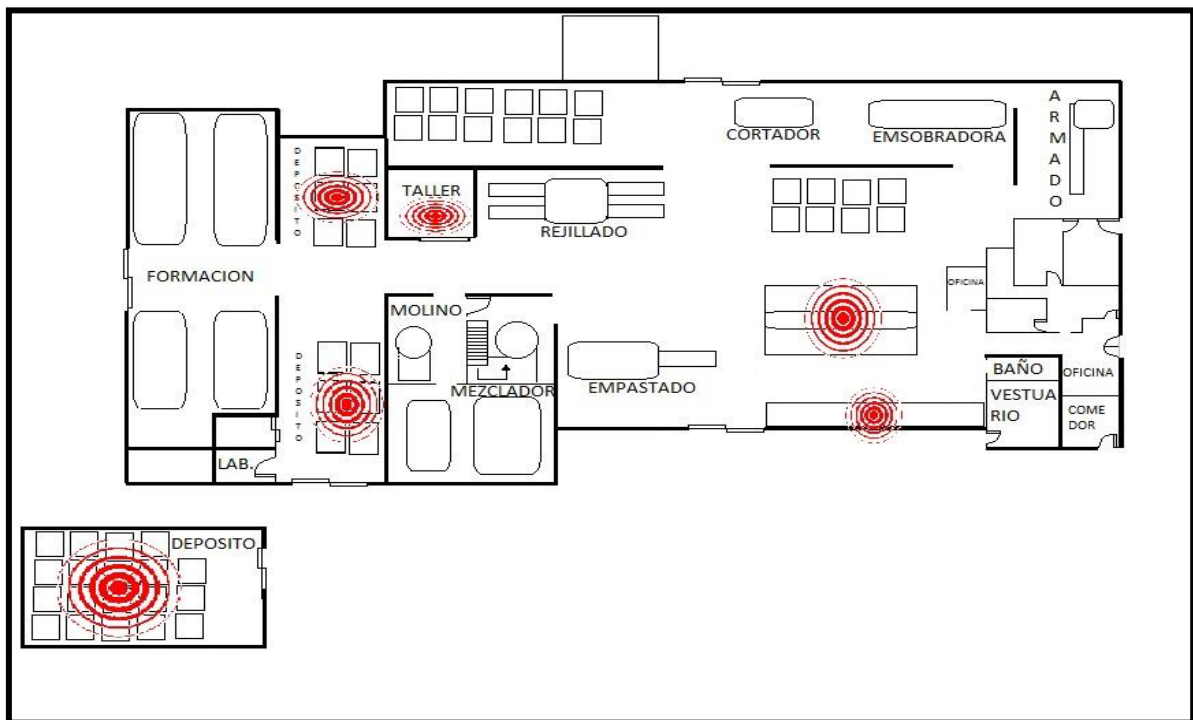 CORTADOR
EMSOBRADORA
ARMADO
DEPOSITO
TALLER
REJILLADO
FORMACION
OFICINA
MOLINO
MEZCLADOR
EMPASTADO
DEPOSITO
BAÑO
OFICINA
VESTUA
RIO
COME
DOR
LAB.
DEPOSITO